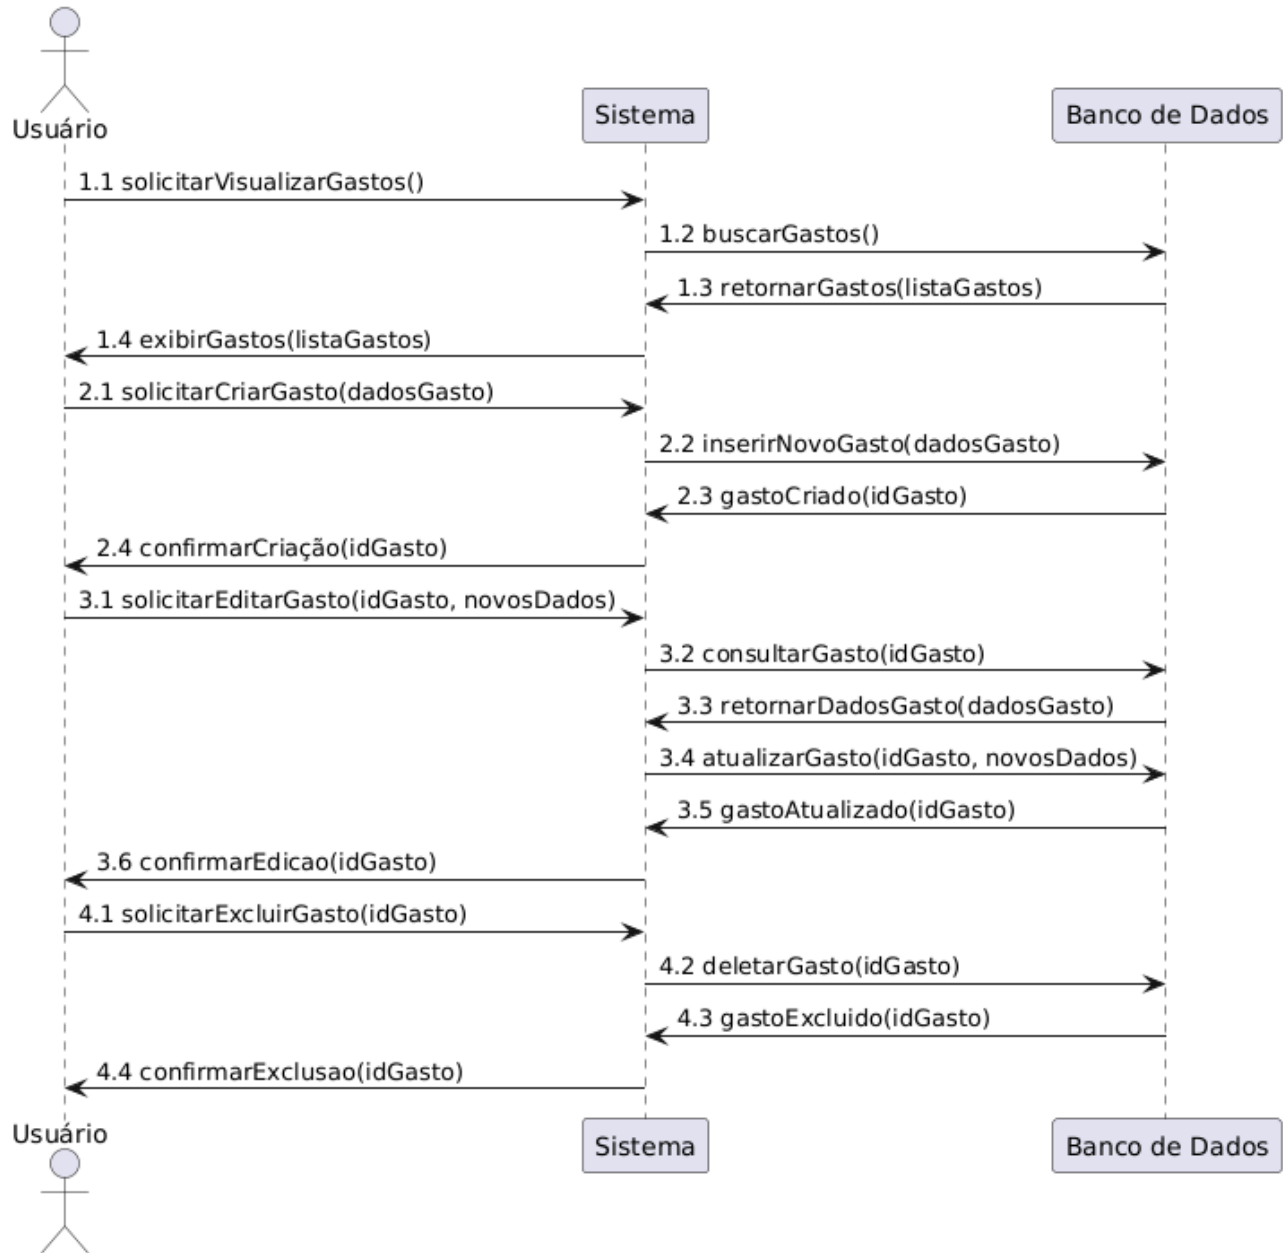 Usuário
Sistema
Banco de Dados
1.1 solicitarVisualizarGastos()
1.2 buscarGastos()
1.3 retornarGastos(listaGastos)
1.4 exibirGastos(listaGastos)
2.1 solicitarCriarGasto(dadosGasto)
2.2 inserirNovoGasto(dadosGasto)
2.3 gastoCriado(idGasto)
2.4 confirmarCriação(idGasto)
3.1 solicitarEditarGasto(idGasto, novosDados)
3.2 consultarGasto(idGasto)
3.3 retornarDadosGasto(dadosGasto)
3.4 atualizarGasto(idGasto, novosDados)
3.5 gastoAtualizado(idGasto)
3.6 confirmarEdicao(idGasto)
4.1 solicitarExcluirGasto(idGasto)
4.2 deletarGasto(idGasto)
4.3 gastoExcluido(idGasto)
4.4 confirmarExclusao(idGasto)
Usuário
Sistema
Banco de Dados